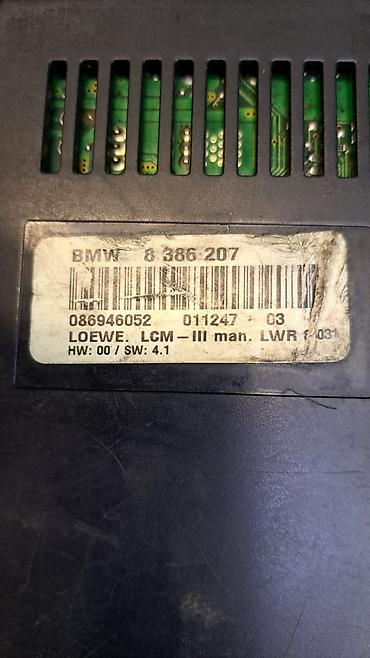 BMW 8 386 207
086946052 011247 03
LOEWE. LCM-III man. LWR
HW: 00 / SW: 4.1